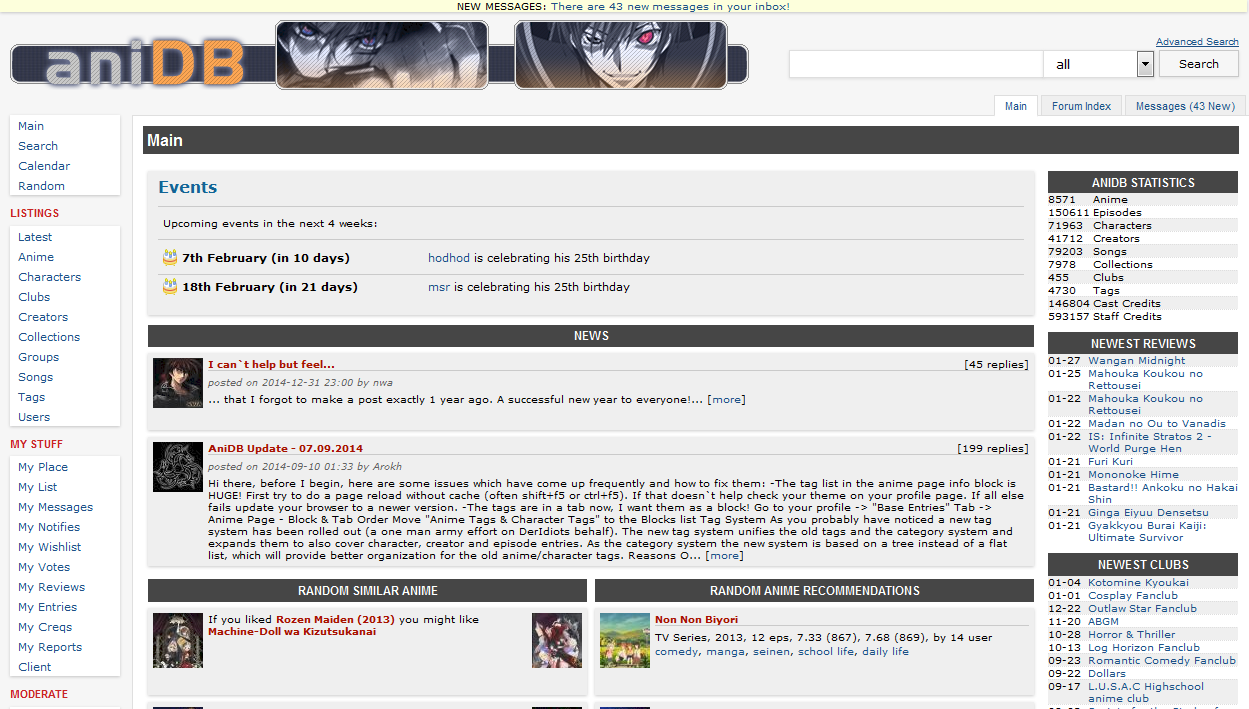 NEW MESSAGES: There are 43 new messages in your inbox!
aniDB
Advanced Search
all
Search
Main
Forum Index
Messages (43 New)
Main
Search
Calendar
Random
LISTINGS
Latest
Anime
Characters
Clubs
Creators
Collections
Groups
Songs
Tags
Users
MY STUFF
My Place
My List
My Messages
My Notifies
My Wishlist
My Votes
My Reviews
My Entries
My Creqs
My Reports
Client
MODERATE
Main
Events
Upcoming events in the next 4 weeks:
7th February (in 10 days) hodhod is celebrating his 25th birthday
18th February (in 21 days) msr is celebrating his 25th birthday
NEWS
I can`t help but feel... [45 replies]
posted on 2014-12-31 23:00 by nwa
... that I forgot to make a post exactly 1 year ago. A successful new year to everyone!... [more]
AniDB Update - 07.09.2014 [199 replies]
posted on 2014-09-10 01:33 by Arokh
Hi there, before I begin, here are some issues which have come up frequently and how to fix them: -The tag list in the anime page info block is
HUGE! First try to do a page reload without cache (often shift+f5 or ctrl+f5). If that doesn`t help check your theme on your profile page. If all else
fails update your browser to a newer version. -The tags are in a tab now, I want them as a block! Go to your profile -> "Base Entries" Tab ->
Anime Page - Block & Tab Order Move "Anime Tags & Character Tags" to the Blocks list Tag System As you probably have noticed a new tag
system has been rolled out (a one man army effort on DerIdiots behalf). The new tag system unifies the old tags and the category system and
expands them to also cover character, creator and episode entries. As the category system the new system is based on a tree instead of a flat
list, which will provide better organization for the old anime/character tags. Reasons O... [more]
RANDOM SIMILAR ANIME
If you liked Rozen Maiden (2013) you might like
Machine-Doll wa Kizutsukanai
RANDOM ANIME RECOMMENDATIONS
Non Non Biyori
TV Series, 2013, 12 eps, 7.33 (867), 7.68 (869), by 14 user
comedy, manga, seinen, school life, daily life
ANIDB STATISTICS
8571 Anime
150611 Episodes
71963 Characters
41712 Creators
79203 Songs
7978 Collections
455 Clubs
4730 Tags
146804 Cast Credits
593157 Staff Credits
NEWEST REVIEWS
01-27 Wangan Midnight
01-25 Mahouka Koukou no
Rettousei
01-22 Mahouka Koukou no
Rettousei
01-22 Madan no Ou to Vanadis
01-22 IS: Infinite Stratos 2 -
World Purge Hen
01-21 Furi Kuri
01-21 Mononoke Hime
01-21 Bastard!! Ankoku no Hakai
Shin
01-21 Ginga Eiyuu Densetsu
01-21 Gyakkyou Burai Kaiji:
Ultimate Survivor
NEWEST CLUBS
01-04 Kotomine Kyoukai
01-01 Cosplay Fanclub
12-22 Outlaw Star Fanclub
11-20 ABGM
10-28 Horror & Thriller
10-13 Log Horizon Fanclub
09-23 Romantic Comedy Fanclub
09-22 Dollars
09-17 L.U.S.A.C Highschool
anime club